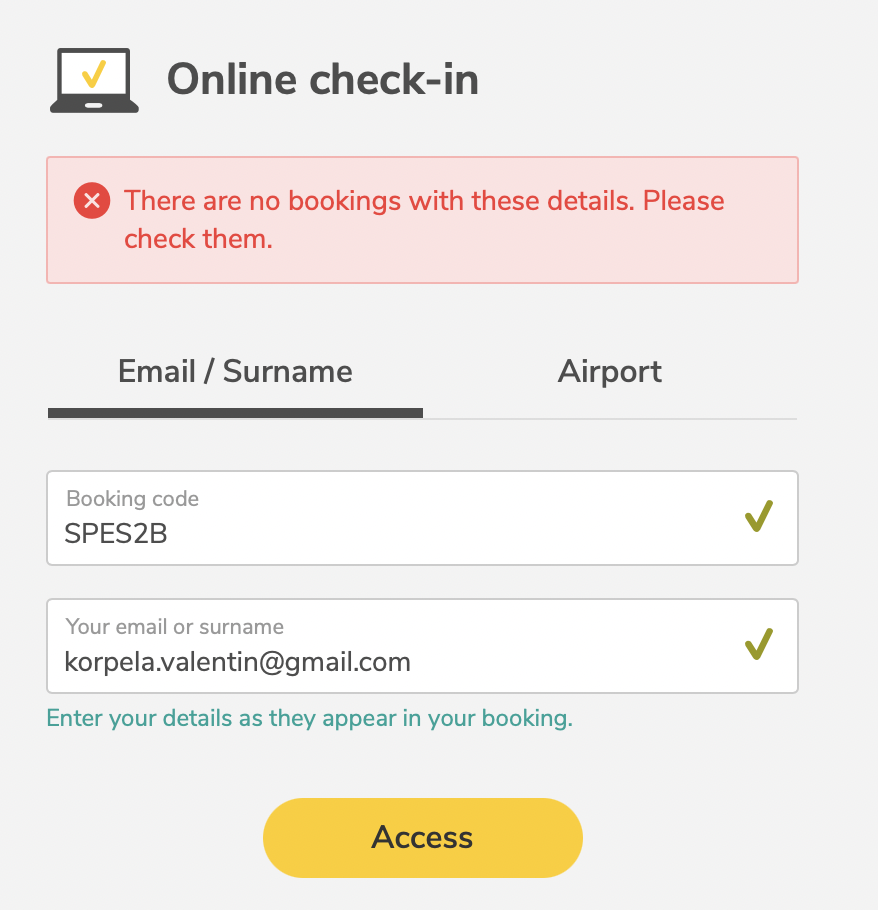 Online check-in
There are no bookings with these details. Please
check them.
Email / Surname
Airport
Booking code
SPES2B
Your email or surname
korpela.valentin@gmail.com
Enter your details as they appear in your booking.
Access